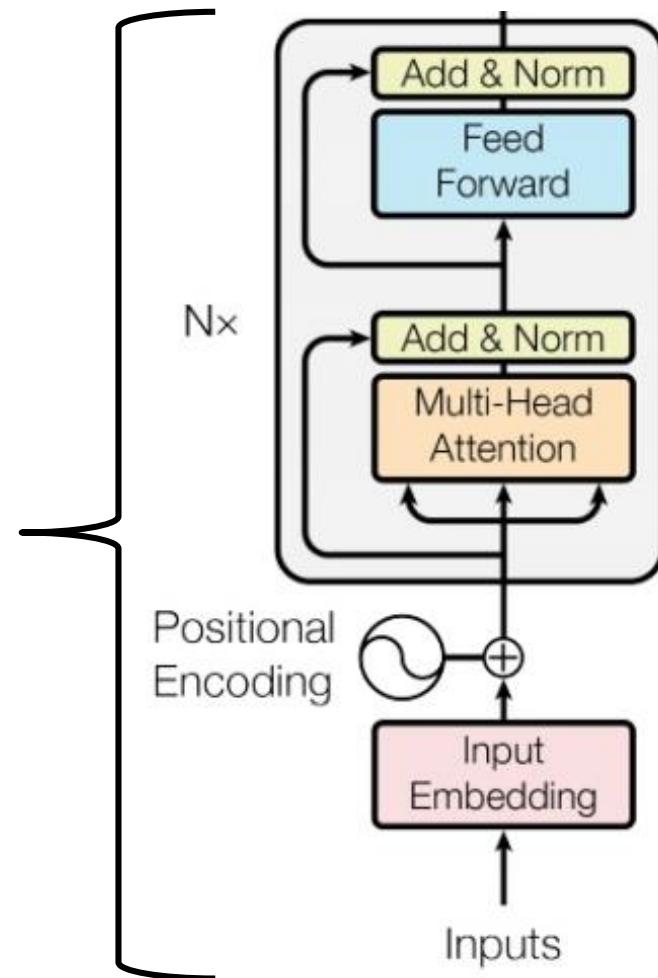 Add & Norm
Feed
Forward
N×
Add & Norm
Multi-Head
Attention
Positional
Encoding
Input
Embedding
Inputs